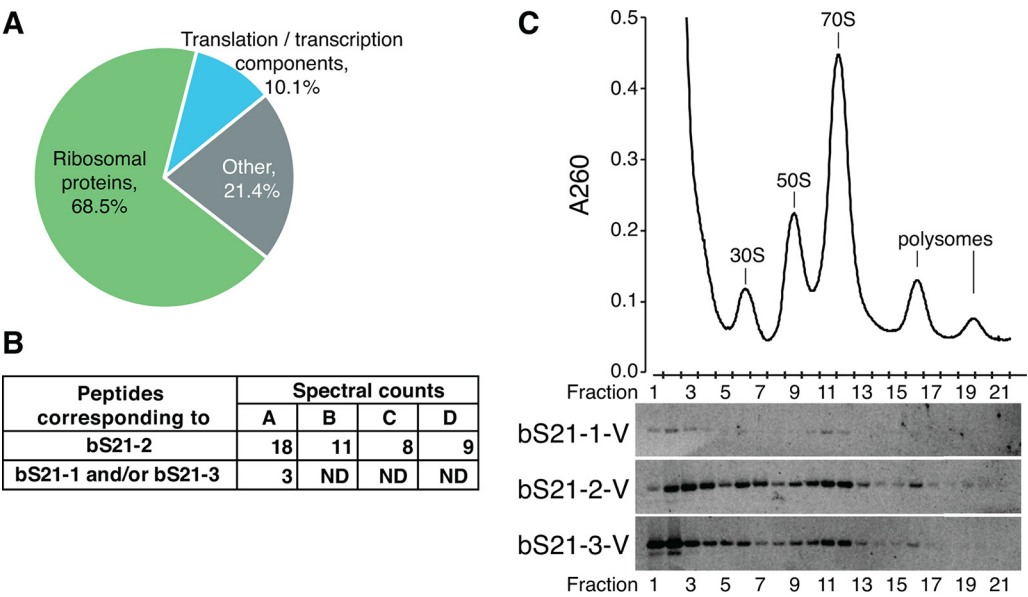 A
Translation / transcription
components,
10.1%
Ribosomal
proteins,
68.5%
Other,
21.4%
B
Peptides
corresponding to
Spectral counts
A B C D
bS21-2 18 11 8 9
bS21-1 and/or bS21-3 3 ND ND ND
C
A260
0.5
0.4
0.3
0.2
0.1
0.0
30S
50S
70S
polysomes
Fraction 1 3 5 7 9 11 13 15 17 19 21
bS21-1-V
bS21-2-V
bS21-3-V
Fraction 1 3 5 7 9 11 13 15 17 19 21